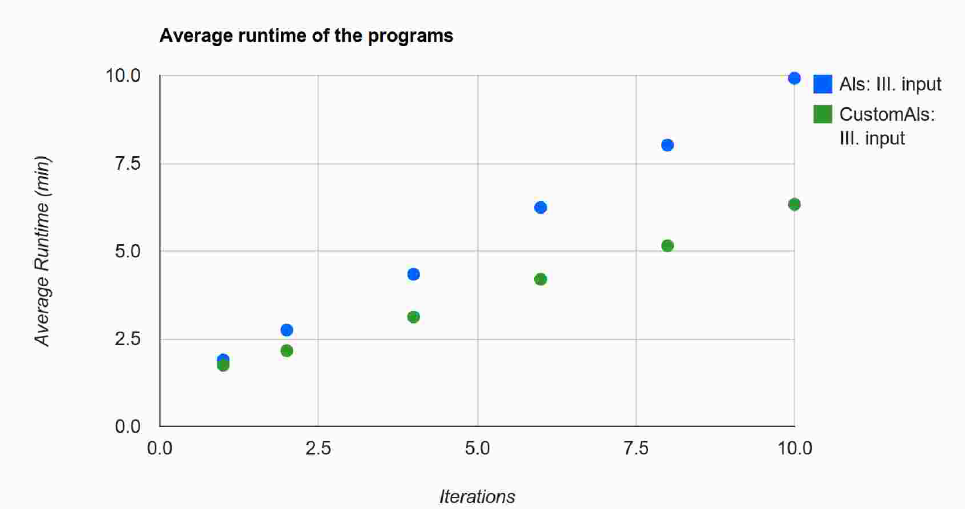 Average runtime of the programs
10.0
7.5
5.0
2.5
0.0
0.0 2.5 5.0 7.5 10.0
Average Runtime (min)
Iterations
Als: III. input
CustomAls:
III. input